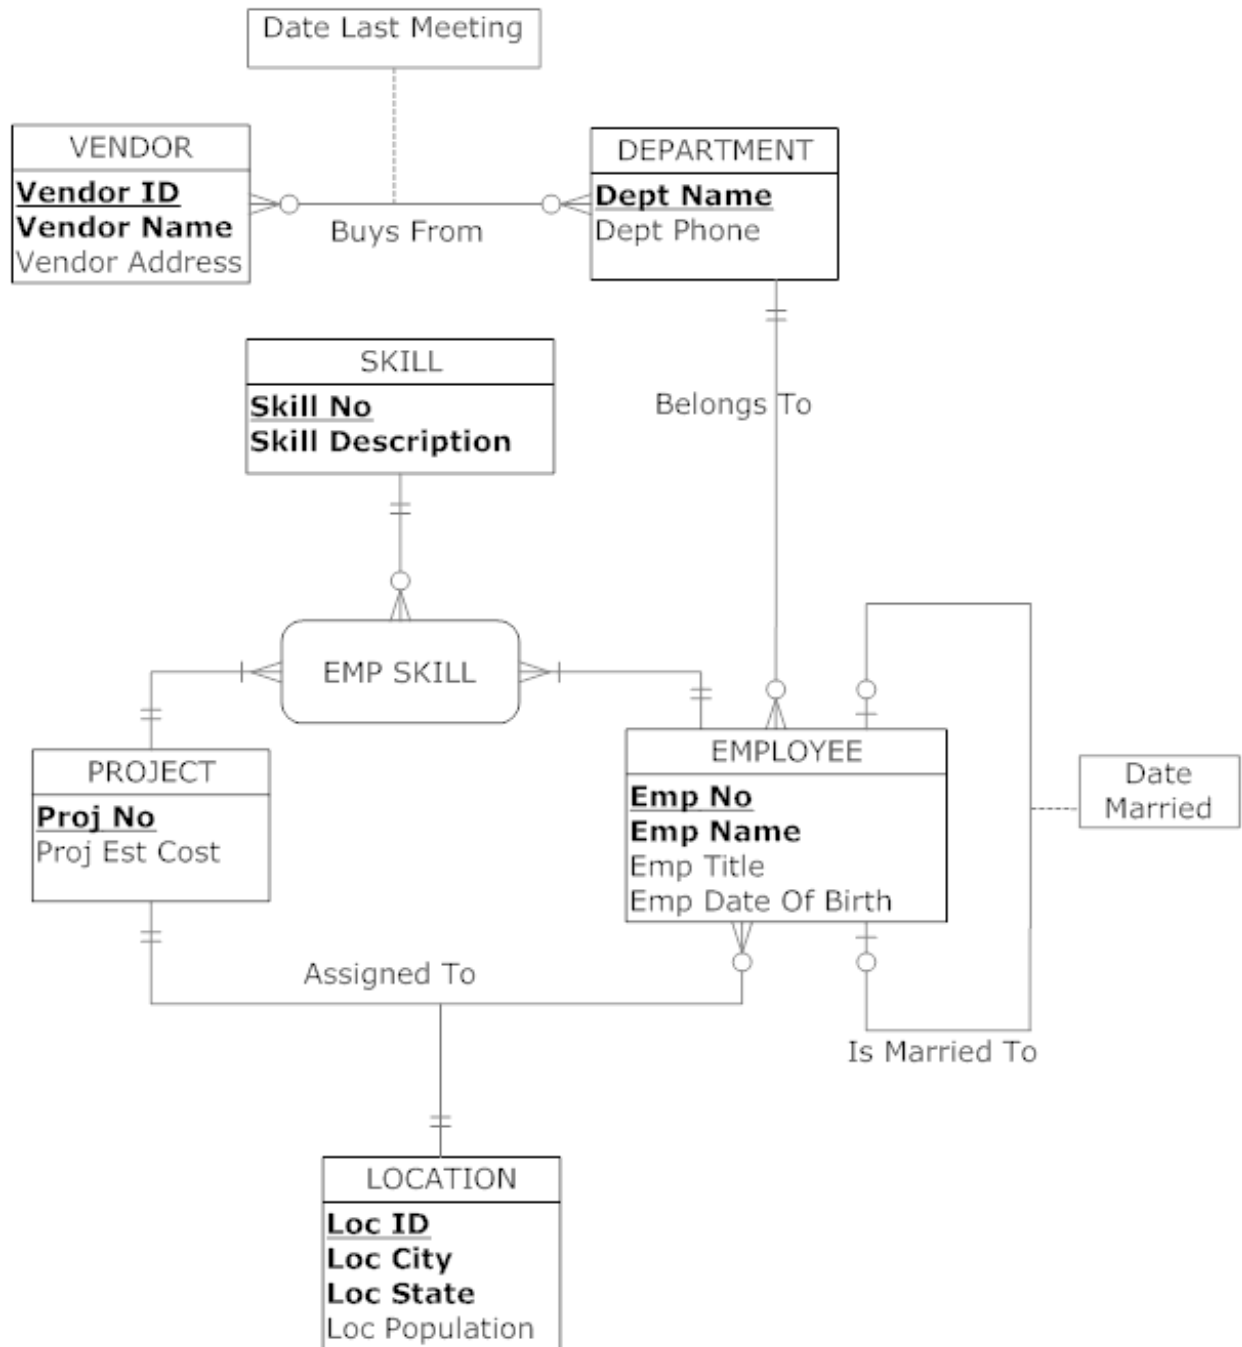 Date Last Meeting
VENDOR
Vendor ID
Vendor Name
Vendor Address
Buys From
DEPARTMENT
Dept Name
Dept Phone
SKILL
Skill No
Skill Description
Belongs To
EMP SKILL
PROJECT
Proj No
Proj Est Cost
EMPLOYEE
Emp No
Emp Name
Emp Title
Emp Date Of Birth
Date
Married
Assigned To
Is Married To
LOCATION
Loc ID
Loc City
Loc State
Loc Population